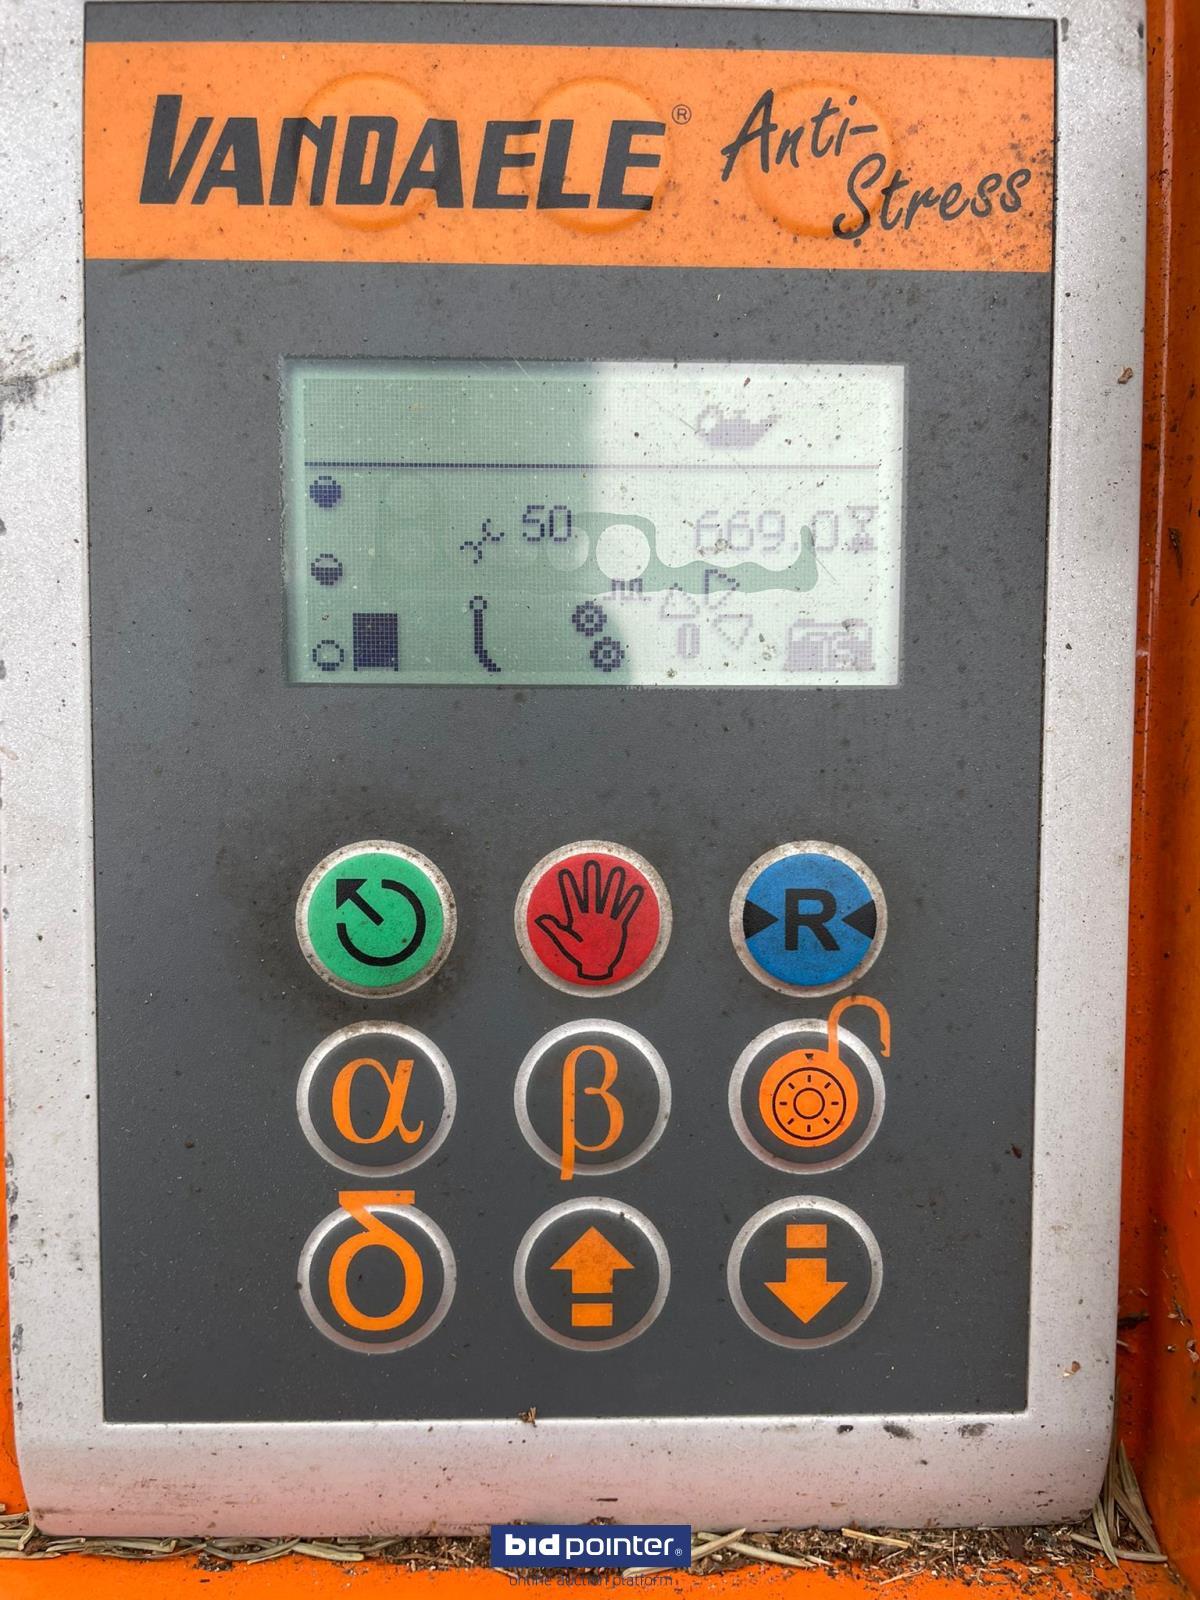 VANDAELE® Anti-
Stress
50 669.0
R
α β
δ
bidpointer®
online auction platform